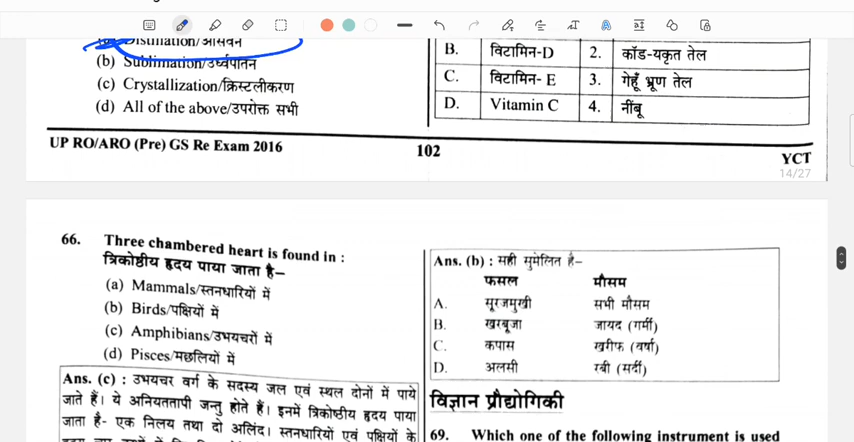 Distillation/आसवन
(b) Sublimation/उर्ध्वपातन
(c) Crystallization/क्रिस्टलीकरण
(d) All of the above/उपरोक्त सभी
B. विटामिन-D 2. कॉड-यकृत तेल
C. विटामिन- E 3. गेहूँ भ्रूण तेल
D. Vitamin C 4. नींबू
UP RO/ARO (Pre) GS Re Exam 2016
102
YCT
14/27
66. Three chambered heart is found in :
त्रिकोष्ठीय हृदय पाया जाता है–
(a) Mammals/स्तनधारियों में
(b) Birds/पक्षियों में
(c) Amphibians/उभयचरों में
(d) Pisces/मछलियों में
Ans. (c) : उभयचर वर्ग के सदस्य जल एवं स्थल दोनों में पाये
जाते हैं। ये अनियततापी जन्तु होते हैं। इनमें त्रिकोष्ठीय हृदय पाया
जाता है- एक निलय तथा दो अलिंद। स्तनधारियों एवं पक्षियों के
Ans. (b) : सही सुमेलित है–
फसल मौसम
A. सूरजमुखी सभी मौसम
B. खरबूजा जायद (गर्मी)
C. कपास खरीफ (वर्षा)
D. अलसी रबी (सर्दी)
विज्ञान प्रौद्योगिकी
69. Which one of the following instrument is used